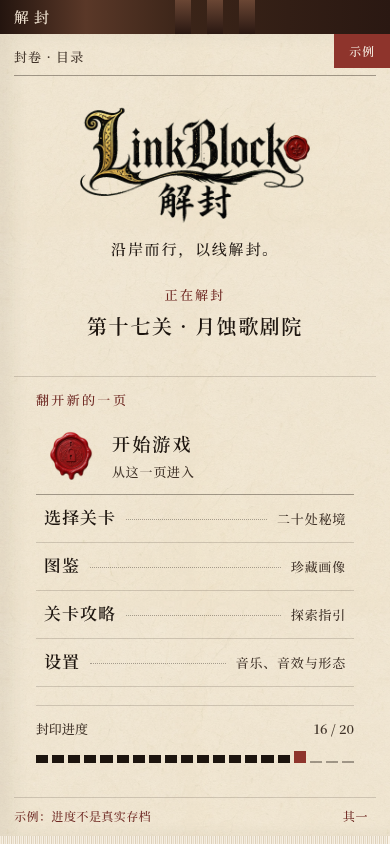 解封
封卷·目录
示例
LinkBlock
解封
沿岸而行，以线解封。
正在解封
第十七关·月蚀歌剧院
翻开新的一页
开始游戏
从这一页进入
选择关卡 二十处秘境
图鉴 珍藏画像
关卡攻略 探索指引
设置 音乐、音效与形态
封印进度 16 / 20
示例：进度不是真实存档 其一